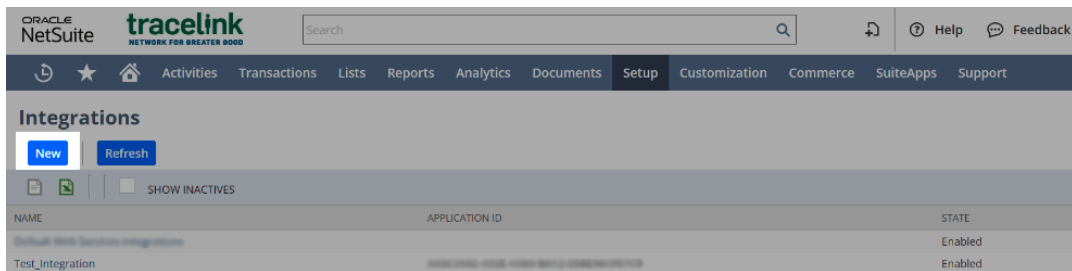 ORACLE
NetSuite
tracelink
NETWORK FOR GREATER GOOD
Search
Help
Feedback
Activities Transactions Lists Reports Analytics Documents Setup Customization Commerce SuiteApps Support
Integrations
New Refresh
SHOW INACTIVES
NAME APPLICATION ID STATE
Enabled
Test_Integration Enabled